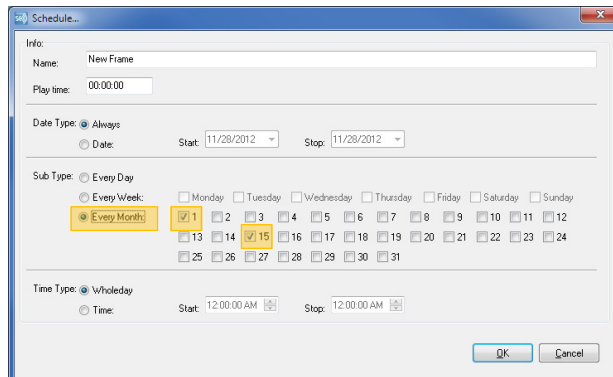 Schedule...
Info:
Name: New Frame
Play time: 00:00:00
Date Type: Always
Date: Start: 11/28/2012 Stop: 11/28/2012
Sub Type: Every Day
Every Week: Monday Tuesday Wednesday Thursday Friday Saturday Sunday
Every Month: 1 2 3 4 5 6 7 8 9 10 11 12
13 14 15 16 17 18 19 20 21 22 23 24
25 26 27 28 29 30 31
Time Type: Wholeday
Time: Start: 12:00:00 AM Stop: 12:00:00 AM
OK Cancel